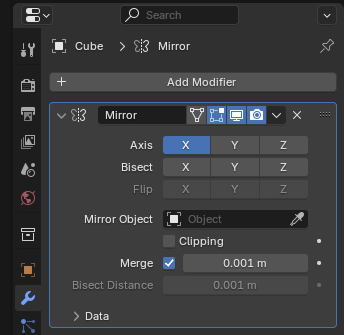 Search
Cube > Mirror
+ Add Modifier
Mirror
Axis X Y Z
Bisect X Y Z
Flip X Y Z
Mirror Object Object
Clipping
Merge 0.001 m
Bisect Distance 0.001 m
Data